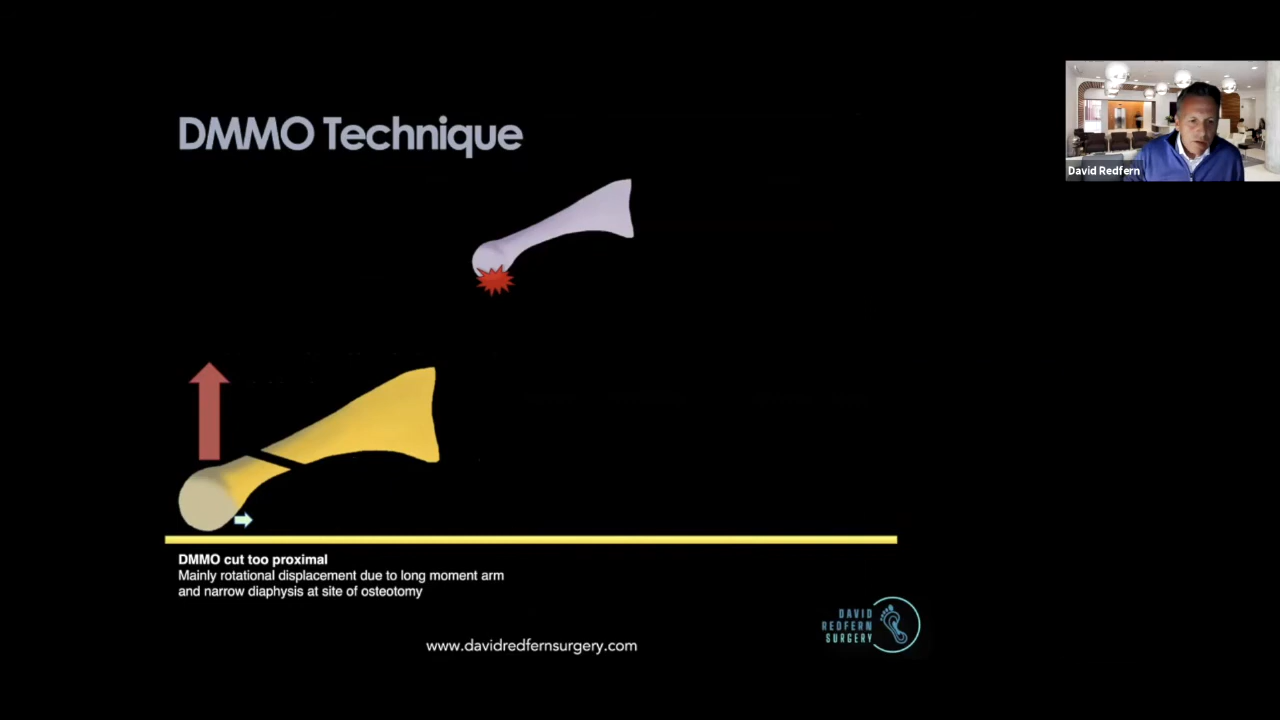 DMMO Technique
David Redfern
DMMO cut too proximal
Mainly rotational displacement due to long moment arm
and narrow diaphysis at site of osteotomy
DAVID
REDFERN
SURGERY
www.davidredfernsurgery.com